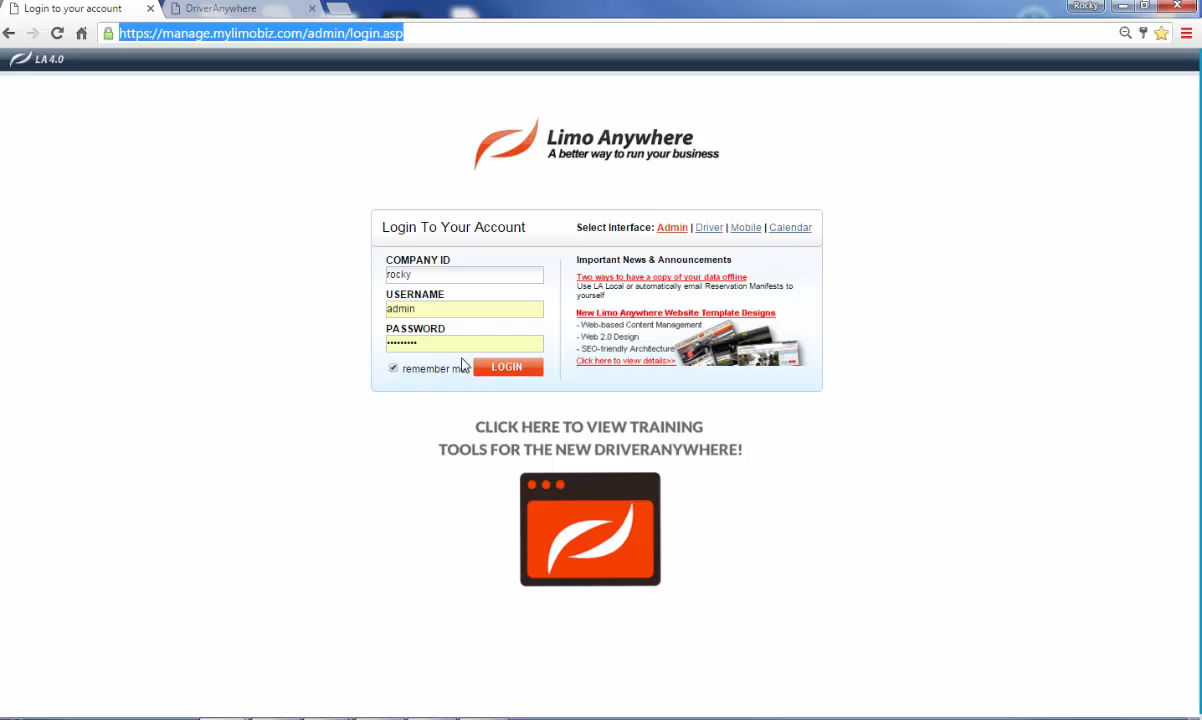 Login to your account
DriverAnywhere
Rocky
https://manage.mylimobiz.com/admin/login.asp
LA 4.0
Limo Anywhere
A better way to run your business
Login To Your Account
Select Interface: Admin | Driver | Mobile | Calendar
COMPANY ID
rocky
USERNAME
admin
PASSWORD
•••••••••
remember m
LOGIN
Important News & Announcements
Two ways to have a copy of your data offline
Use LA Local or automatically email Reservation Manifests to
yourself
New Limo Anywhere Website Template Designs
- Web-based Content Management
- Web 2.0 Design
- SEO-friendly Architecture
Click here to view details>>
CLICK HERE TO VIEW TRAINING
TOOLS FOR THE NEW DRIVERANYWHERE!